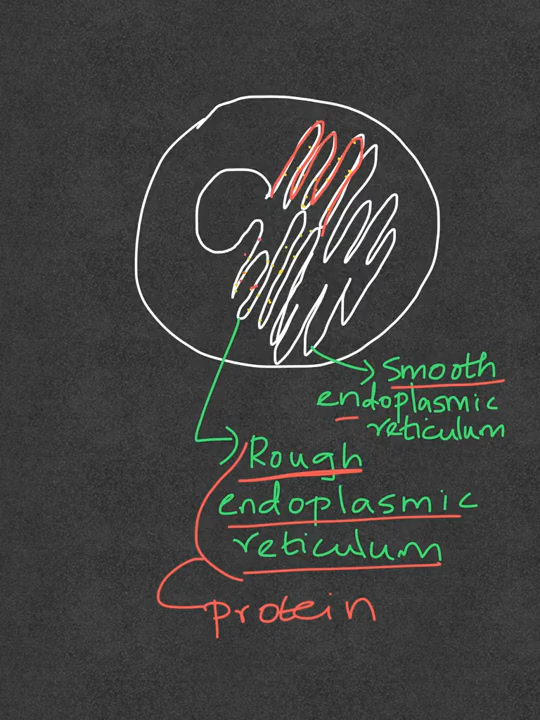 Smooth
endoplasmic
reticulum
Rough
endoplasmic
reticulum
protein